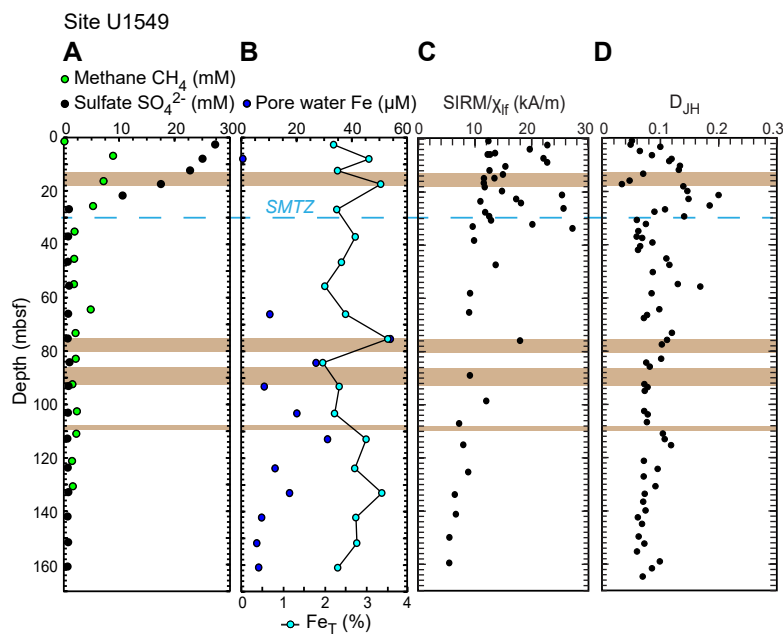 Site U1549
A B C D
Methane CH4 (mM)
Sulfate SO4 2- (mM) Pore water Fe (μM) SIRM/χlf (kA/m) DJH
0 10 20 30 20 40 60 0 10 20 30 0 0.1 0.2 0.3
0
20
SMTZ
40
60
80
100
120
140
160
Depth (mbsf)
0 1 2 3 4
FeT (%)